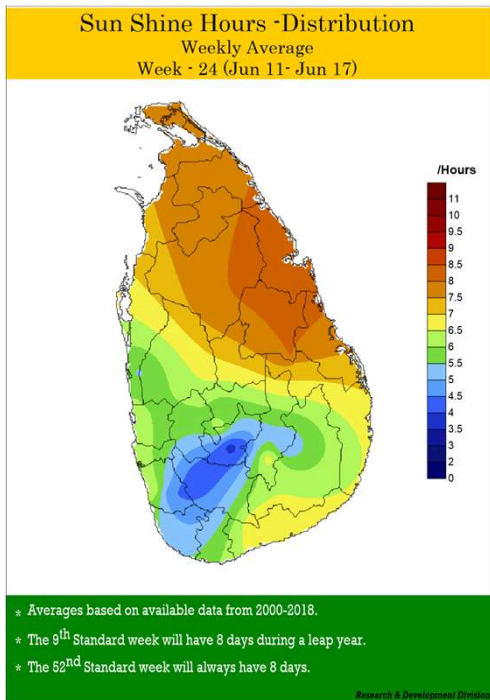 Sun Shine Hours -Distribution
Weekly Average
Week - 24 (Jun 11- Jun 17)
/Hours
11
10
9.5
9
8.5
8
7.5
7
6.5
6
5.5
5
4.5
4
3.5
3
2
0
* Averages based on available data from 2000-2018.
* The 9th Standard week will have 8 days during a leap year.
* The 52nd Standard week will always have 8 days.
Research & Development Division